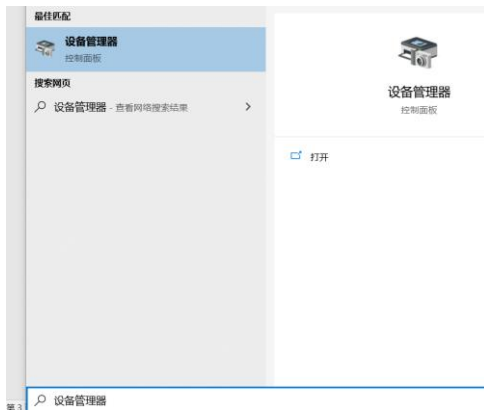 最佳匹配
设备管理器
控制面板
搜索网页
设备管理器 - 查看网络搜索结果
设备管理器
控制面板
打开
第3
设备管理器